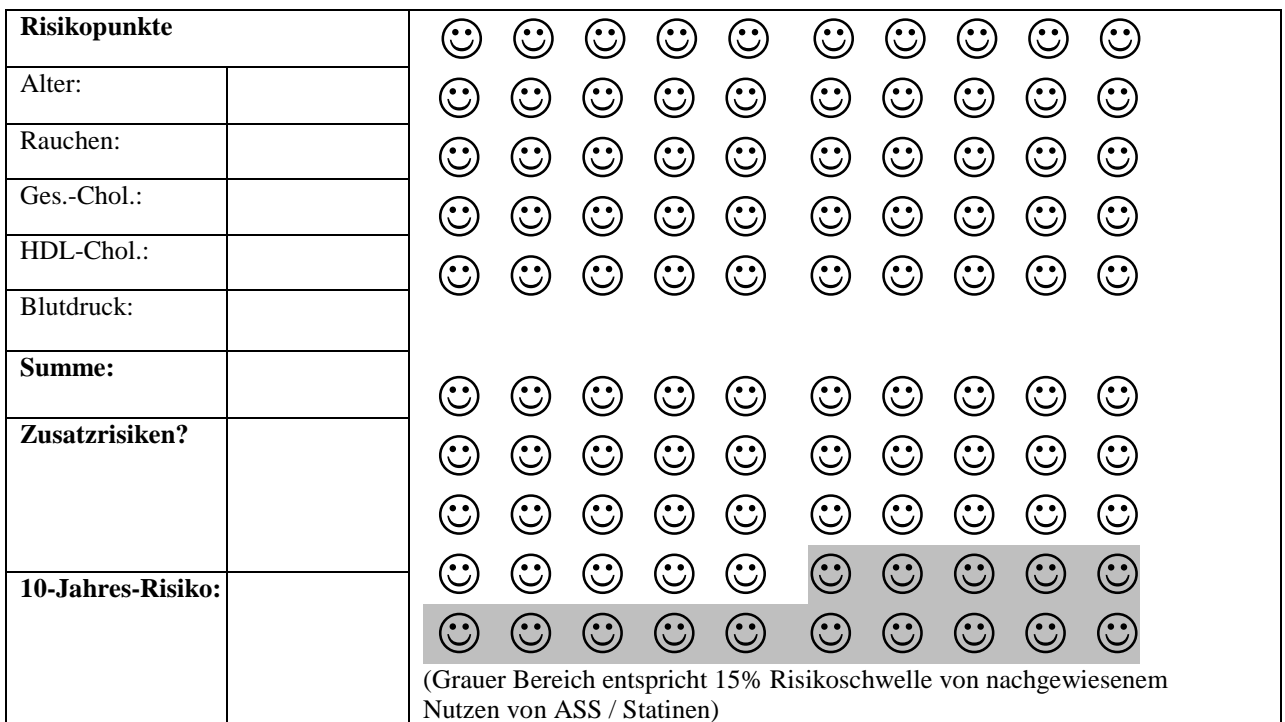 Risikopunkte
Alter:
Rauchen:
Ges.-Chol.:
HDL-Chol.:
Blutdruck:
Summe:
Zusatzrisiken?
10-Jahres-Risiko:
(Grauer Bereich entspricht 15% Risikoschwelle von nachgewiesenem
Nutzen von ASS / Statinen)